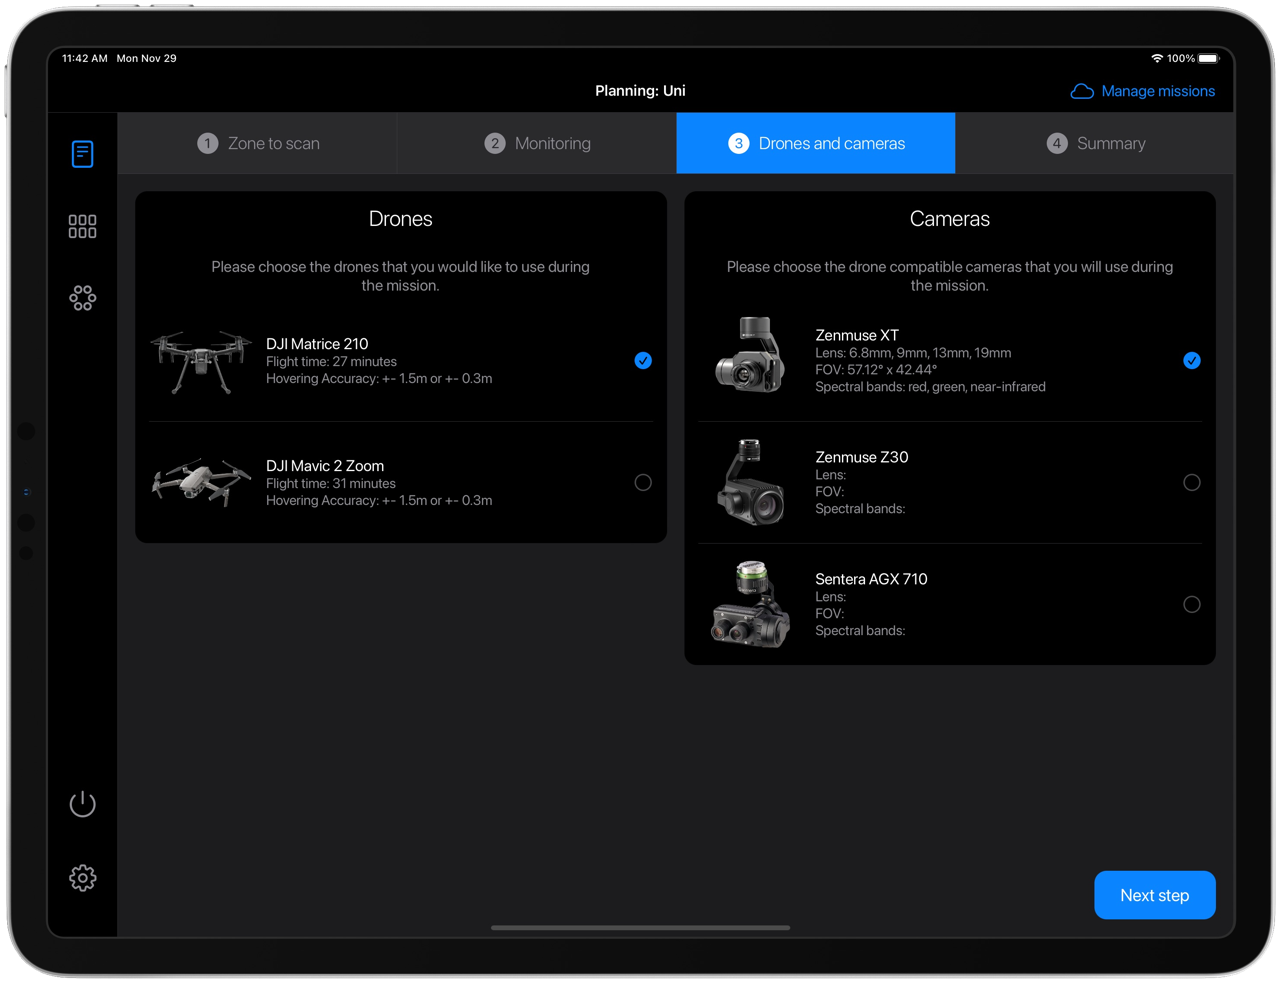 11:42 AM Mon Nov 29
100%
Planning: Uni
Manage missions
1 Zone to scan
2 Monitoring
3 Drones and cameras
4 Summary
Drones
Please choose the drones that you would like to use during
the mission.
DJI Matrice 210
Flight time: 27 minutes
Hovering Accuracy: +- 1.5m or +- 0.3m
DJI Mavic 2 Zoom
Flight time: 31 minutes
Hovering Accuracy: +- 1.5m or +- 0.3m
Cameras
Please choose the drone compatible cameras that you will use during
the mission.
Zenmuse XT
Lens: 6.8mm, 9mm, 13mm, 19mm
FOV: 57.12° x 42.44°
Spectral bands: red, green, near-infrared
Zenmuse Z30
Lens:
FOV:
Spectral bands:
Sentera AGX 710
Lens:
FOV:
Spectral bands:
Next step